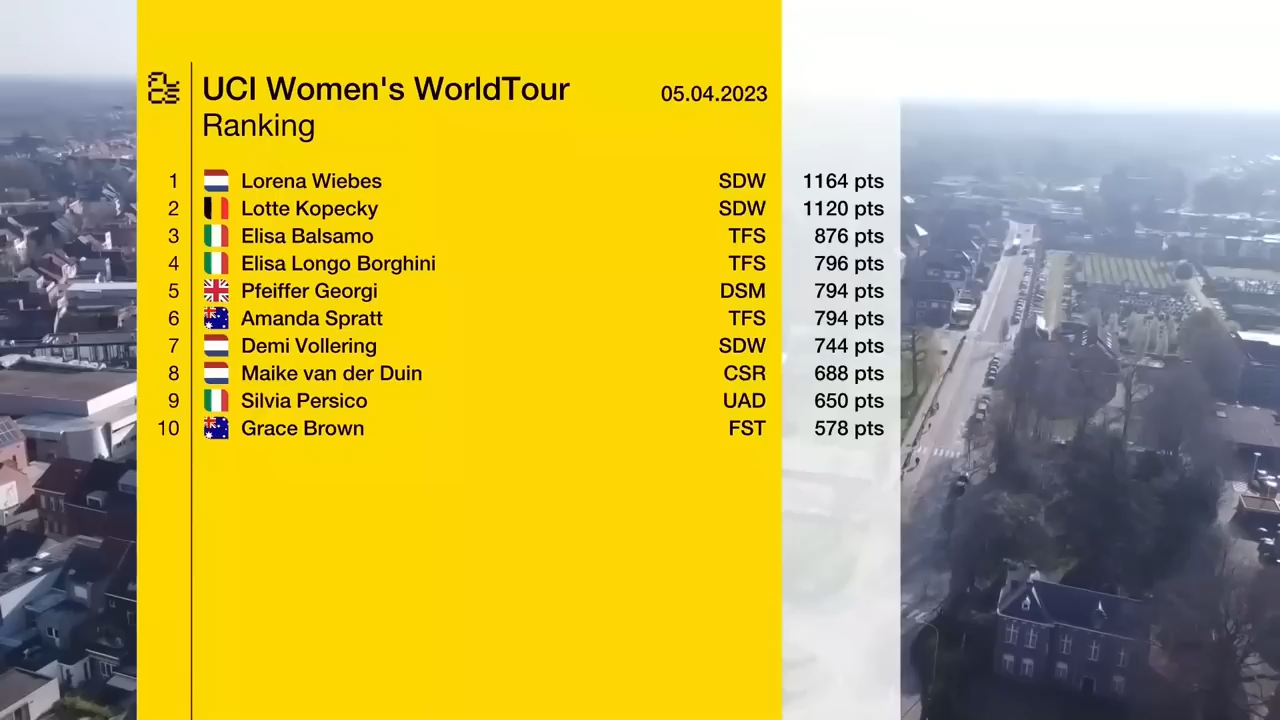 UCI Women's WorldTour 05.04.2023
Ranking
1 Lorena Wiebes SDW 1164 pts
2 Lotte Kopecky SDW 1120 pts
3 Elisa Balsamo TFS 876 pts
4 Elisa Longo Borghini TFS 796 pts
5 Pfeiffer Georgi DSM 794 pts
6 Amanda Spratt TFS 794 pts
7 Demi Vollering SDW 744 pts
8 Maike van der Duin CSR 688 pts
9 Silvia Persico UAD 650 pts
10 Grace Brown FST 578 pts